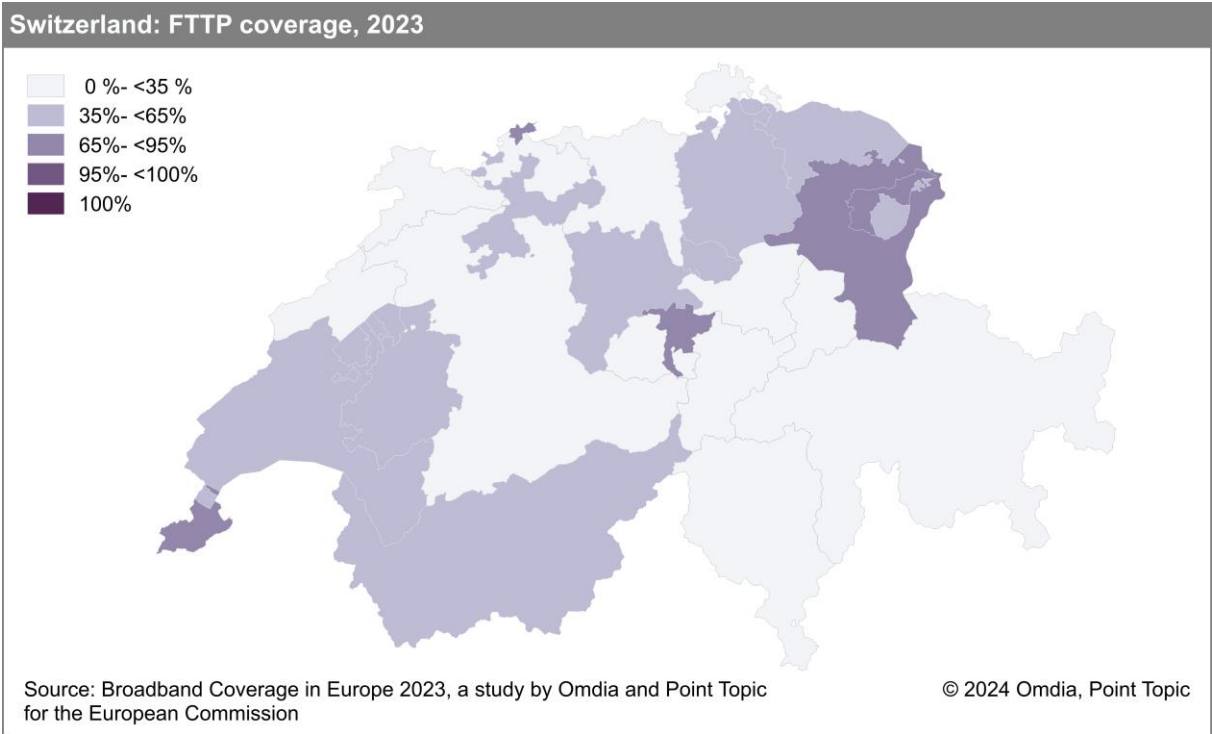 Switzerland: FTTP coverage, 2023
0 %- <35 %
35%- <65%
65%- <95%
95%- <100%
100%
Source: Broadband Coverage in Europe 2023, a study by Omdia and Point Topic
for the European Commission
© 2024 Omdia, Point Topic